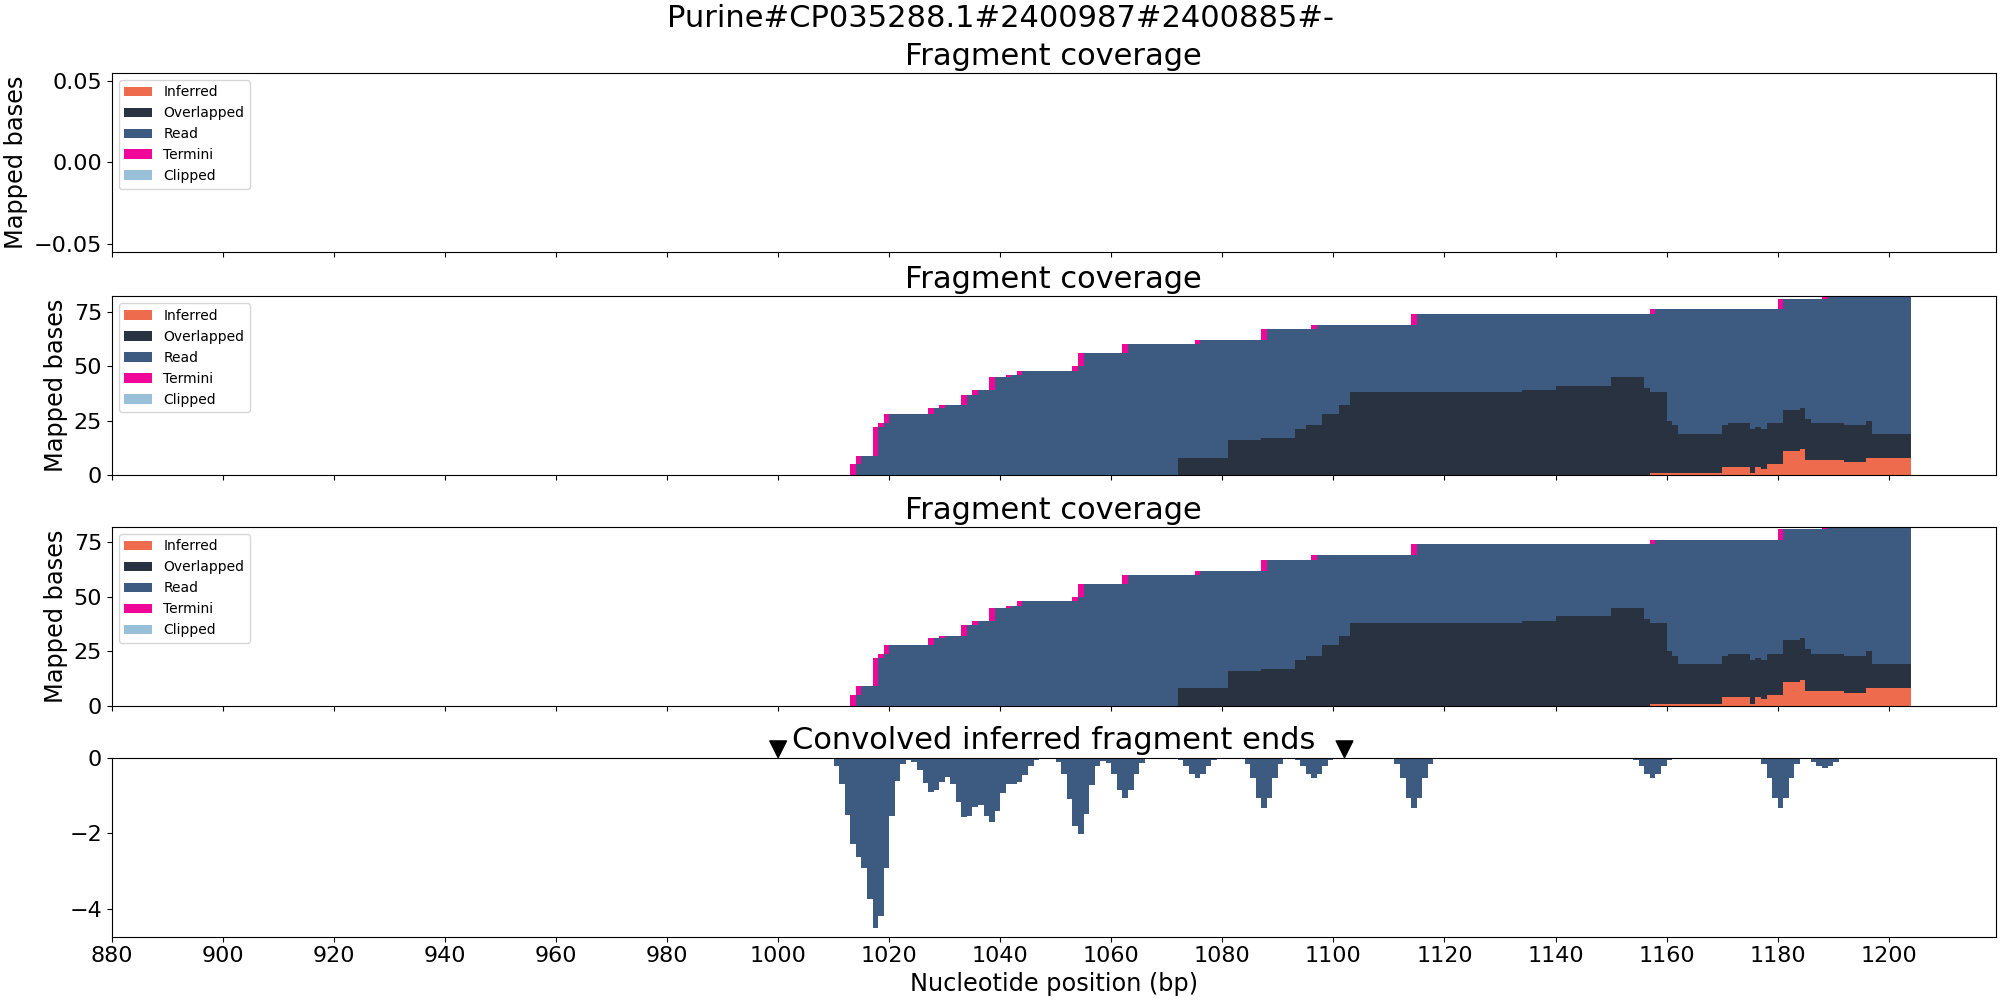 Purine#CP035288.1#2400987#2400885#-
Fragment coverage
Mapped bases
0.05
0.00
−0.05
Inferred
Overlapped
Read
Termini
Clipped
Fragment coverage
Mapped bases
75
50
25
0
Inferred
Overlapped
Read
Termini
Clipped
Fragment coverage
Mapped bases
75
50
25
0
Inferred
Overlapped
Read
Termini
Clipped
Convolved inferred fragment ends
0
−2
−4
880 900 920 940 960 980 1000 1020 1040 1060 1080 1100 1120 1140 1160 1180 1200
Nucleotide position (bp)